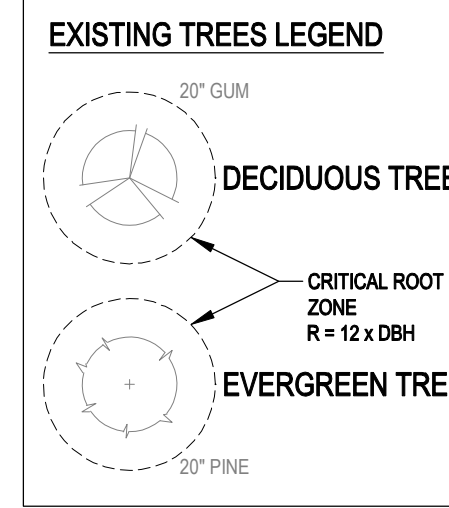 EXISTING TREES LEGEND
20" GUM
DECIDUOUS TREE
CRITICAL ROOT
ZONE
R = 12 x DBH
EVERGREEN TRE
20" PINE